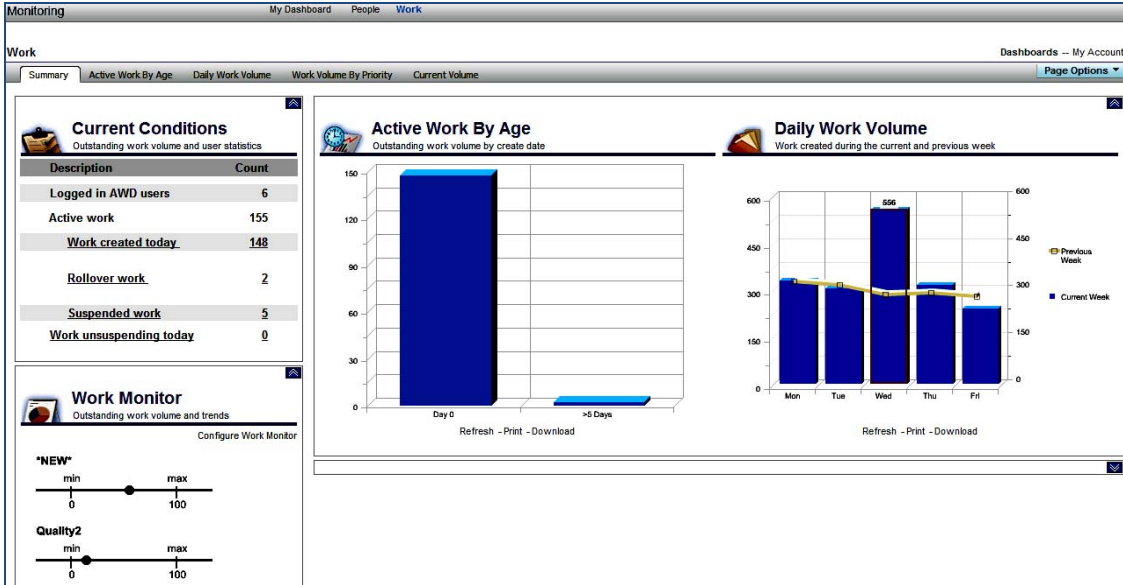 Monitoring My Dashboard People Work
Work
Dashboards -- My Account
Summary Active Work By Age Daily Work Volume Work Volume By Priority Current Volume Page Options
Current Conditions
Outstanding work volume and user statistics
Description Count
Logged in AWD users 6
Active work 155
Work created today 148
Rollover work 2
Suspended work 5
Work unsuspending today 0
Work Monitor
Outstanding work volume and trends
Configure Work Monitor
*NEW*
min max
0 100
Quality2
min max
0 100
Active Work By Age
Outstanding work volume by create date
150
120
90
60
30
0
Day 0 >5 Days
Refresh - Print - Download
Daily Work Volume
Work created during the current and previous week
600 600
556
450 450
Previous
Week
300 300
Current Week
150 150
0 0
Mon Tue Wed Thu Fri
Refresh - Print - Download